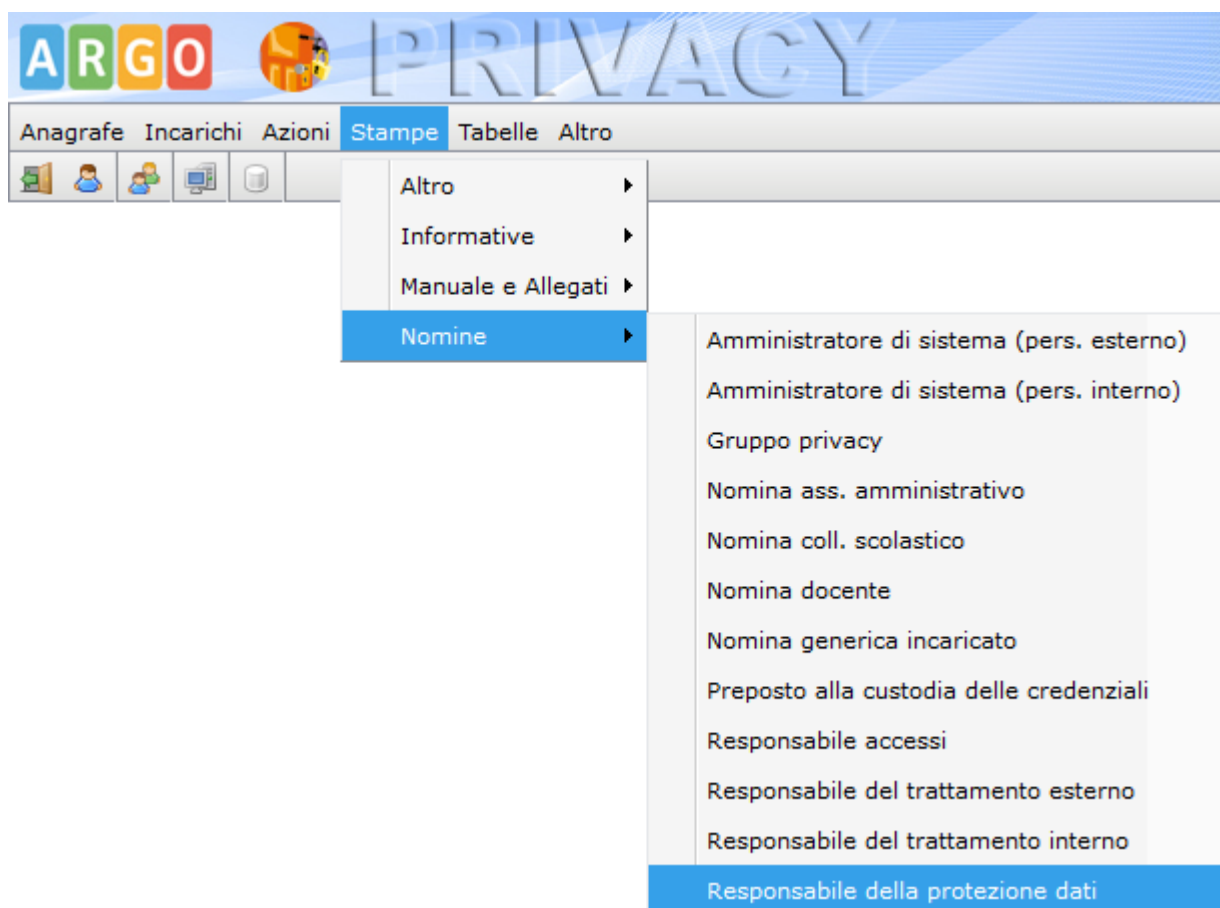 ARGO PRIVACY
Anagrafe Incarichi Azioni Stampe Tabelle Altro
Altro
Informative
Manuale e Allegati
Nomine
Amministratore di sistema (pers. esterno)
Amministratore di sistema (pers. interno)
Gruppo privacy
Nomina ass. amministrativo
Nomina coll. scolastico
Nomina docente
Nomina generica incaricato
Preposto alla custodia delle credenziali
Responsabile accessi
Responsabile del trattamento esterno
Responsabile del trattamento interno
Responsabile della protezione dati